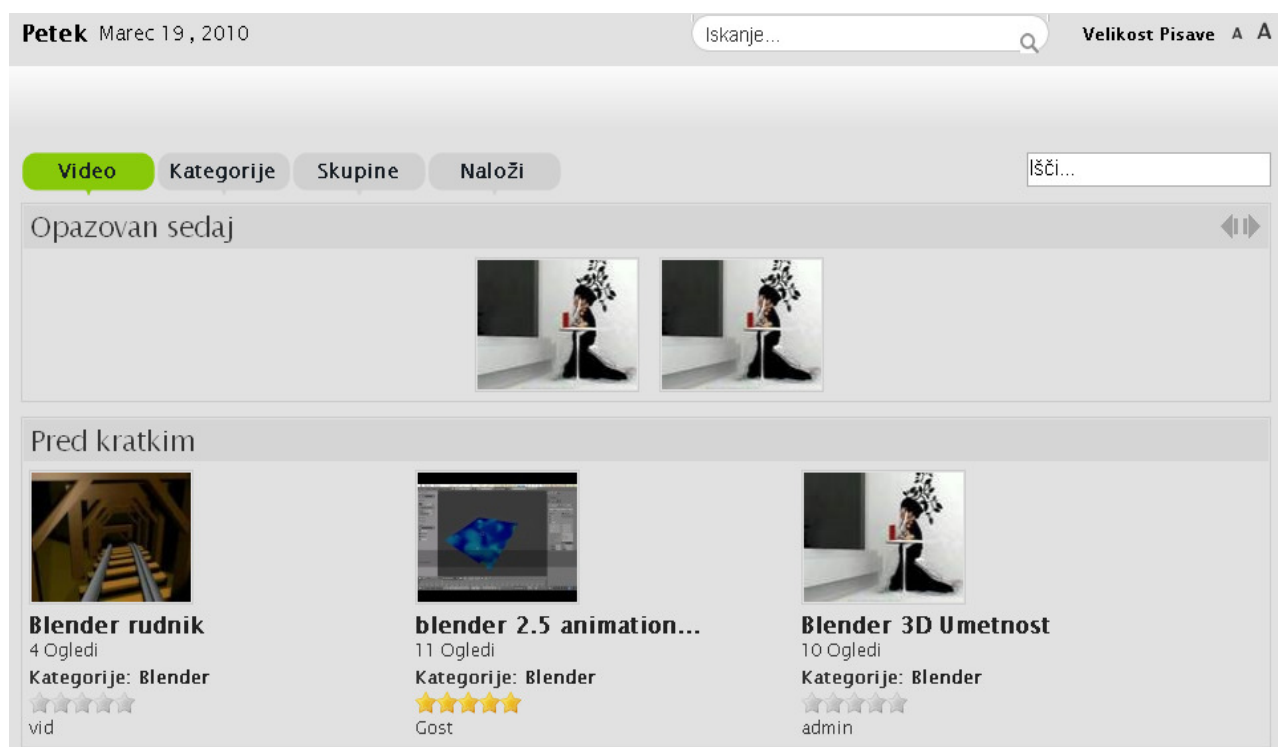 Petek Marec 19 , 2010
Iskanje...
Velikost Pisave A A
Video Kategorije Skupine Naloži
Išči...
Opazovan sedaj
Pred kratkim
Blender rudnik
4 Ogledi
Kategorije: Blender
vid
blender 2.5 animation...
11 Ogledi
Kategorije: Blender
Gost
Blender 3D Umetnost
10 Ogledi
Kategorije: Blender
admin